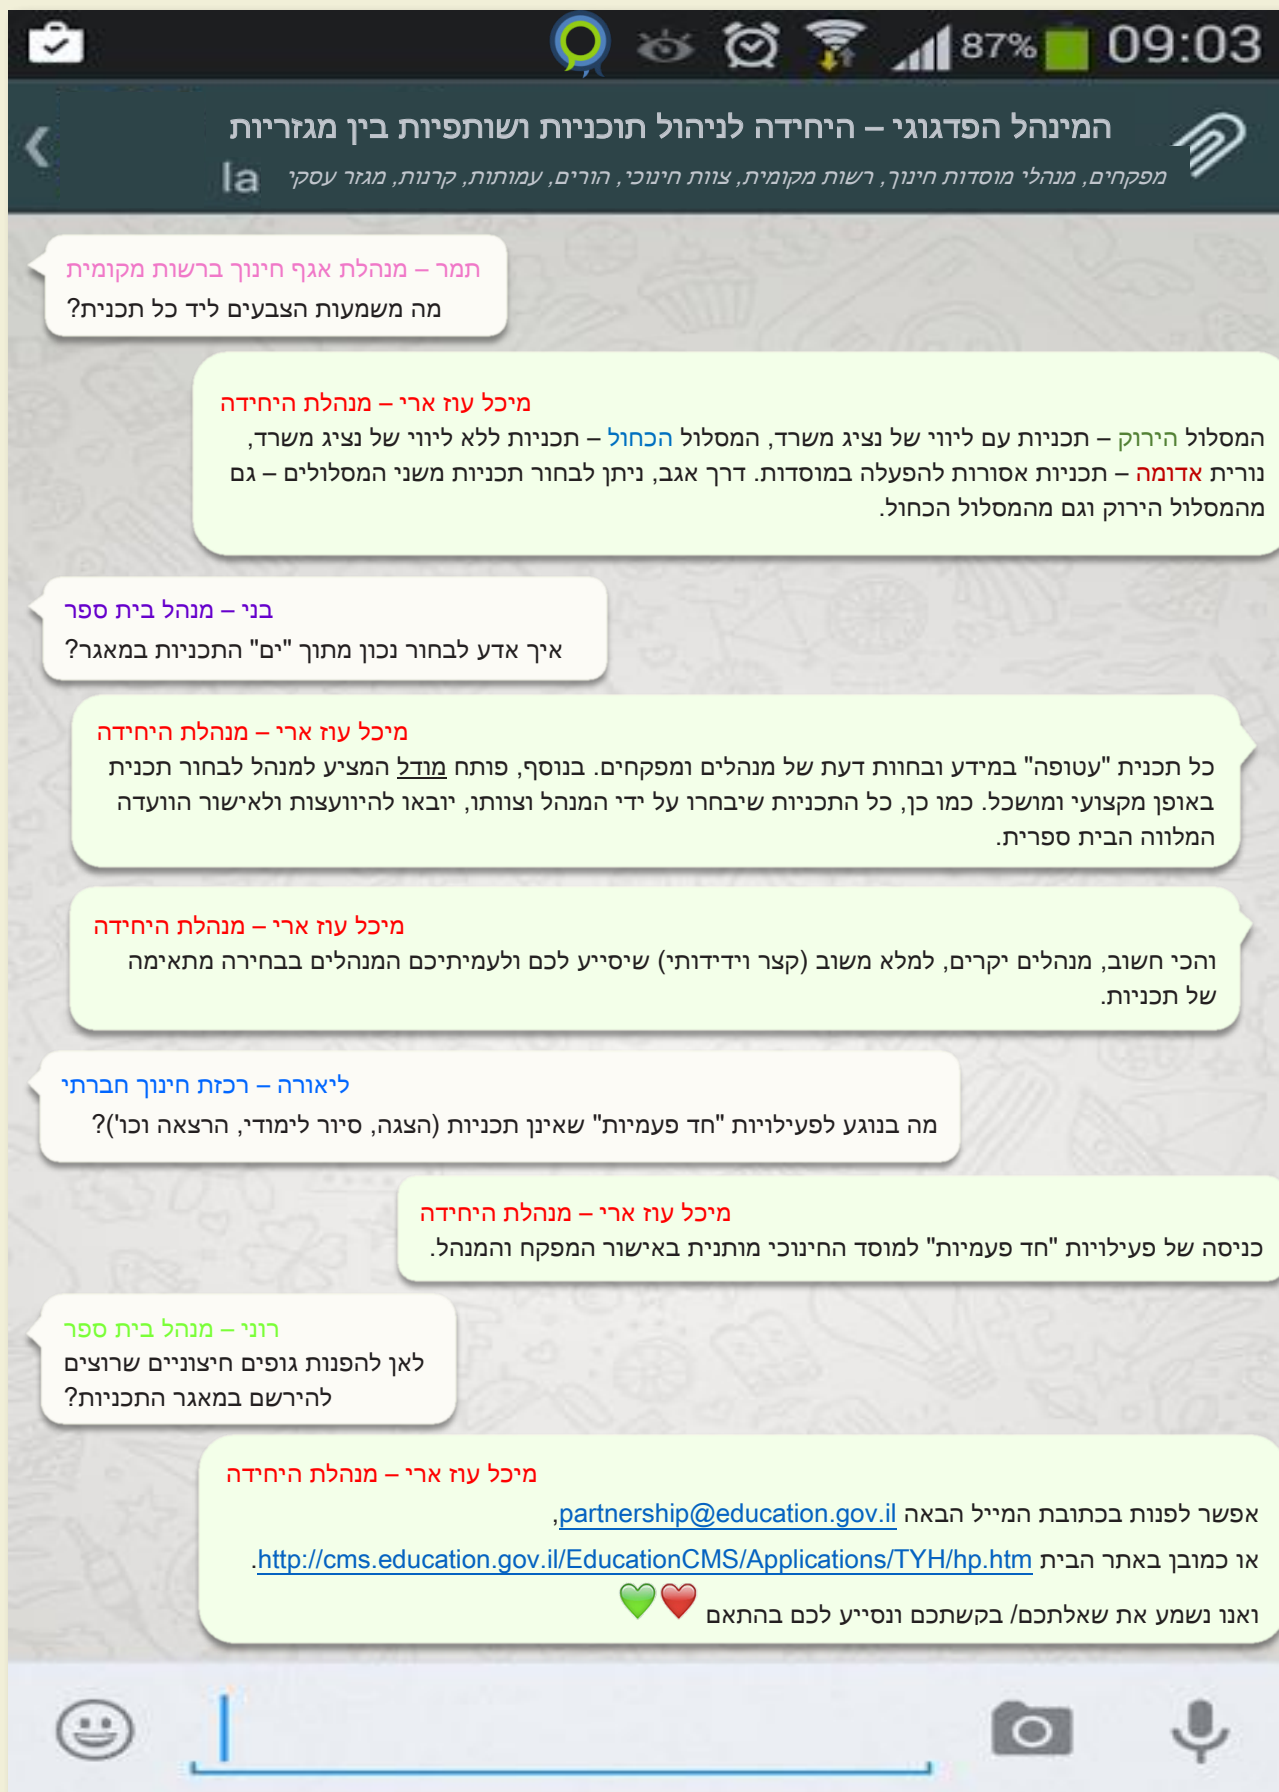 87% 09:03
המינהל הפדגוגי – היחידה לניהול תוכניות ושותפיות בין מגזריות
מפקחים, מנהלי מוסדות חינוך, רשות מקומית, צוות חינוכי, הורים, עמותות, קרנות, מגזר עסקי la
תמר – מנהלת אגף חינוך ברשות מקומית
מה משמעות הצבעים ליד כל תכנית?
מיכל עוז ארי – מנהלת היחידה
המסלול הירוק – תכניות עם ליווי של נציג משרד, המסלול הכחול – תכניות ללא ליווי של נציג משרד,
נורית אדומה – תכניות אסורות להפעלה במוסדות. דרך אגב, ניתן לבחור תכניות משני המסלולים – גם
מהמסלול הירוק וגם מהמסלול הכחול.
בני – מנהל בית ספר
איך אדע לבחור נכון מתוך "ים" התכניות במאגר?
מיכל עוז ארי – מנהלת היחידה
כל תכנית "עטופה" במידע ובחוות דעת של מנהלים ומפקחים. בנוסף, פותח מודל המציע למנהל לבחור תכנית
באופן מקצועי ומושכל. כמו כן, כל התכניות שיבחרו על ידי המנהל וצוותו, יובאו להיוועצות ולאישור הוועדה
המלווה הבית ספרית.
מיכל עוז ארי – מנהלת היחידה
והכי חשוב, מנהלים יקרים, למלא משוב (קצר וידידותי) שיסייע לכם ולעמיתיכם המנהלים בבחירה מתאימה
של תכניות.
ליאורה – רכזת חינוך חברתי
מה בנוגע לפעילויות "חד פעמיות" שאינן תכניות (הצגה, סיור לימודי, הרצאה וכו')?
מיכל עוז ארי – מנהלת היחידה
כניסה של פעילויות "חד פעמיות" למוסד החינוכי מותנית באישור המפקח והמנהל.
רוני – מנהל בית ספר
לאן להפנות גופים חיצוניים שרוצים
להירשם במאגר התכניות?
מיכל עוז ארי – מנהלת היחידה
אפשר לפנות בכתובת המייל הבאה partnership@education.gov.il,
או כמובן באתר הבית http://cms.education.gov.il/EducationCMS/Applications/TYH/hp.htm.
ואנו נשמע את שאלתכם/ בקשתכם ונסייע לכם בהתאם